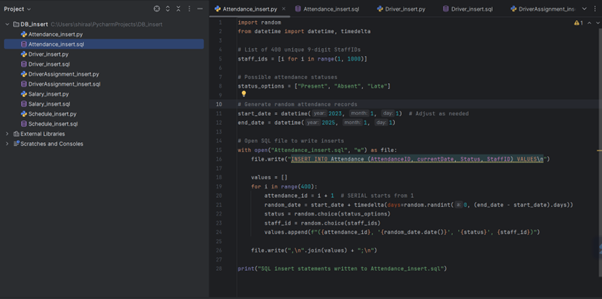 Project
DB_insert
Attendance_insert.py
Attendance_insert.sql
Driver_insert.py
Driver_insert.sql
DriverAssignment_insert.py
DriverAssignment_insert.sql
Salary_insert.py
Salary_insert.sql
Schedule_insert.py
Schedule_insert.sql
External Libraries
Scratches and Consoles
Attendance_insert.py
Attendance_insert.sql
Driver_insert.py
Driver_insert.sql
DriverAssignment_inse
1
import random
from datetime import datetime, timedelta
# List of 400 unique 9-digit StaffIDs
staff_ids = [i for i in range(1, 1000)]
# Possible attendance statuses
status_options = ["Present", "Absent", "Late"]
10
# Generate random attendance records
start_date = datetime( year: 2023, month: 1, day: 1) # Adjust as needed
end_date = datetime( year: 2025, month: 1, day: 1)
# Open SQL file to write inserts
with open("Attendance_insert.sql", "w") as file:
file.write("INSERT INTO Attendance (AttendanceID, currentDate, Status, StaffID) VALUES\n")
values = []
for i in range(400):
attendance_id = i + 1 # SERIAL starts from 1
random_date = start_date + timedelta(days=random.randint( a: 0, (end_date - start_date).days))
status = random.choice(status_options)
staff_id = random.choice(staff_ids)
values.append(f"({attendance_id}, '{random_date.date()}', '{status}', {staff_id})")
file.write(",\n".join(values) + ";\n")
print("SQL insert statements written to Attendance_insert.sql")